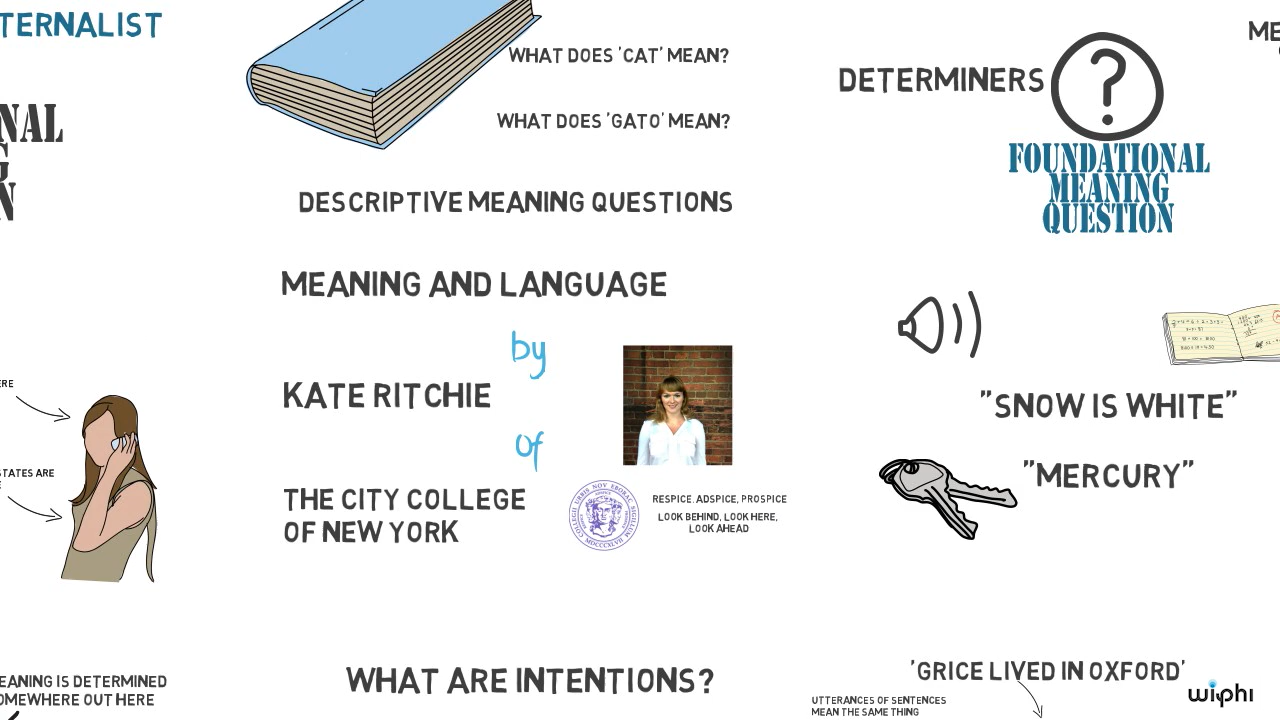 TERNALIST
NAL
WHAT DOES 'CAT' MEAN?
WHAT DOES 'GATO' MEAN?
DESCRIPTIVE MEANING QUESTIONS
MEANING AND LANGUAGE
by
KATE RITCHIE
of
THE CITY COLLEGE
OF NEW YORK
RESPICE, ADSPICE, PROSPICE
LOOK BEHIND, LOOK HERE,
LOOK AHEAD
DETERMINERS
?
FOUNDATIONAL
MEANING
QUESTION
ME
"SNOW IS WHITE"
"MERCURY"
ERE
STATES ARE
E
EANING IS DETERMINED
OMEWHERE OUT HERE
WHAT ARE INTENTIONS?
'GRICE LIVED IN OXFORD'
UTTERANCES OF SENTENCES
MEAN THE SAME THING
wiphi